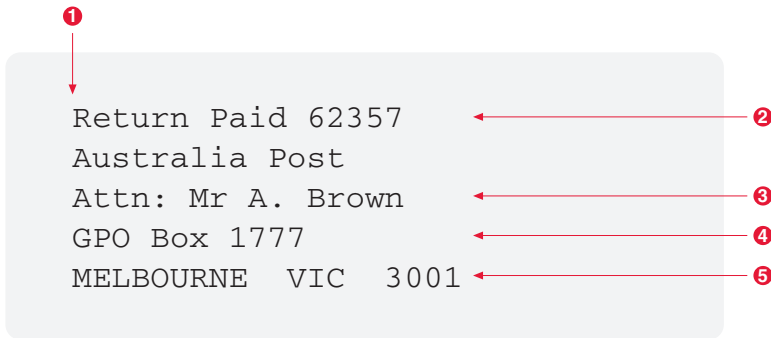 1
Return Paid 62357 2
Australia Post
Attn: Mr A. Brown 3
GPO Box 1777 4
MELBOURNE VIC 3001 5